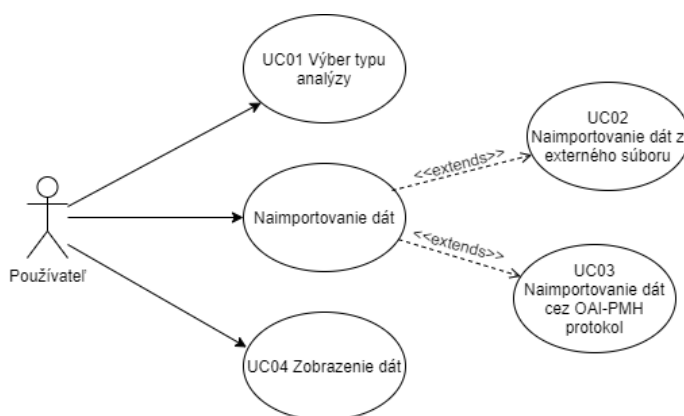 UC01 Výber typu
analýzy
UC02
Naimportovanie dát z
externého súboru
<<extends>>
Naimportovanie dát
<<extends>>
Používateľ
UC03
Naimportovanie dát
cez OAI-PMH
protokol
UC04 Zobrazenie dát